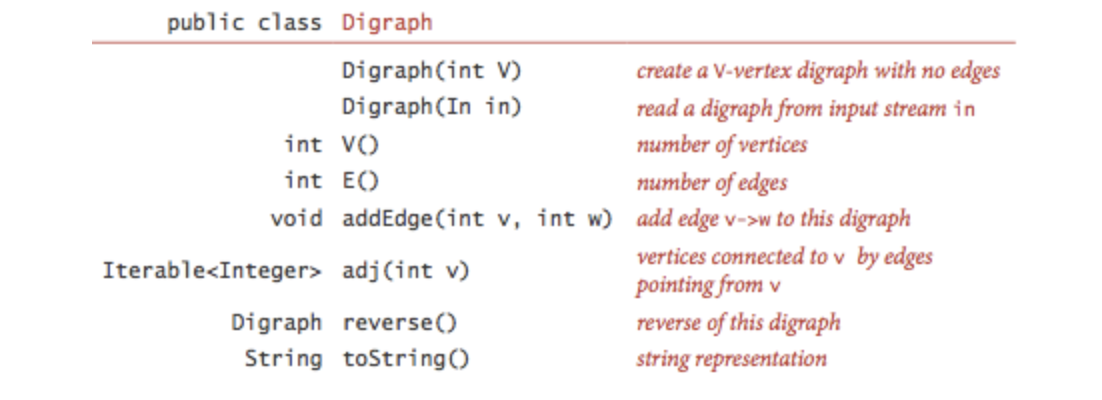 public class Digraph
Digraph(int V) create a V-vertex digraph with no edges
Digraph(In in) read a digraph from input stream in
int V() number of vertices
int E() number of edges
void addEdge(int v, int w) add edge v->w to this digraph
Iterable<Integer> adj(int v) vertices connected to v by edges
pointing from v
Digraph reverse() reverse of this digraph
String toString() string representation